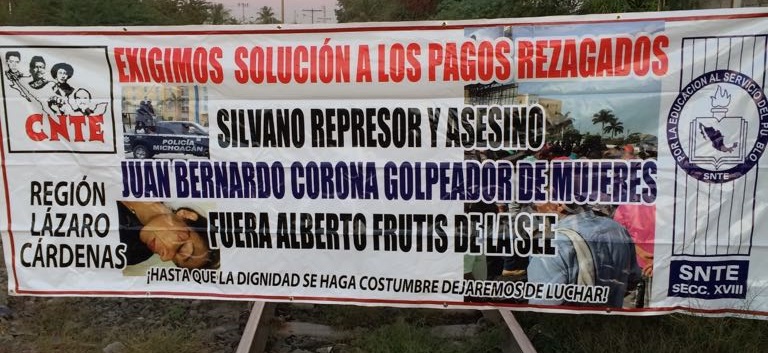 EXIGIMOS SOLUCIÓN A LOS PAGOS REZAGADOS
CNTE
POLICÍA
MICHOACÁN
SILVANO REPRESOR Y ASESINO
JUAN BERNARDO CORONA GOLPEADOR DE MUJERES
REGIÓN
LÁZARO
CÁRDENAS
FUERA ALBERTO FRUTIS DE LA SEE
¡HASTA QUE LA DIGNIDAD SE HAGA COSTUMBRE DEJAREMOS DE LUCHAR!
POR LA EDUCACION AL SERVICIO DEL PUEBLO
SNTE
SNTE
SECC. XVIII